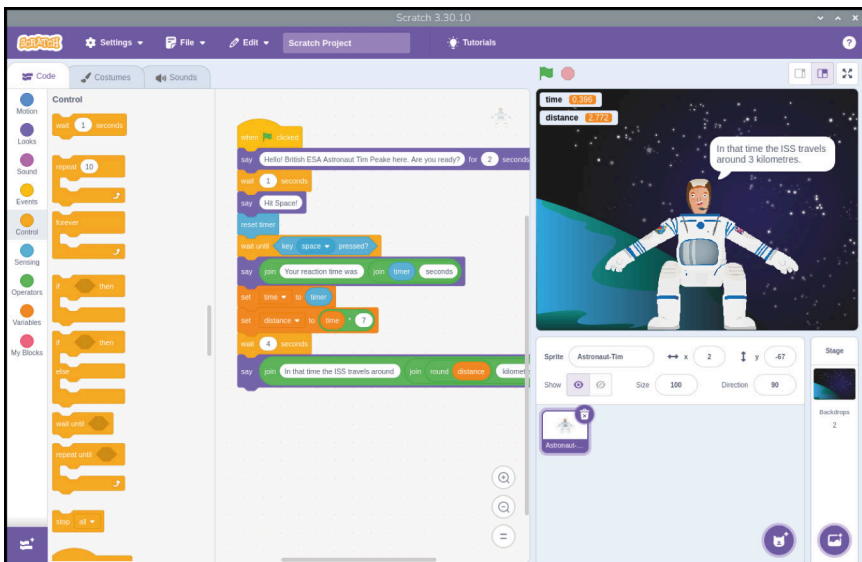 Scratch 3.30.10
SCRATCH Settings File Edit Scratch Project Tutorials ?
Code Costumes Sounds
Motion
Looks
Sound
Events
Control
Sensing
Operators
Variables
My Blocks
Control
wait 1 seconds
repeat 10
forever
if then
if then
else
wait until
repeat until
stop all
when clicked
say Hello! British ESA Astronaut Tim Peake here. Are you ready? for 2 seconds
wait 1 seconds
say Hit Space!
reset timer
wait until key space pressed?
say join Your reaction time was join timer seconds
set time to timer
set distance to time * 7
wait 4 seconds
say join In that time the ISS travels around join round distance kilomet
time 0.396
distance 2.772
In that time the ISS travels
around 3 kilometres.
Sprite Astronaut-Tim x 2 y -67
Show Size 100 Direction 90
Astronaut-...
Stage
Backdrops
2